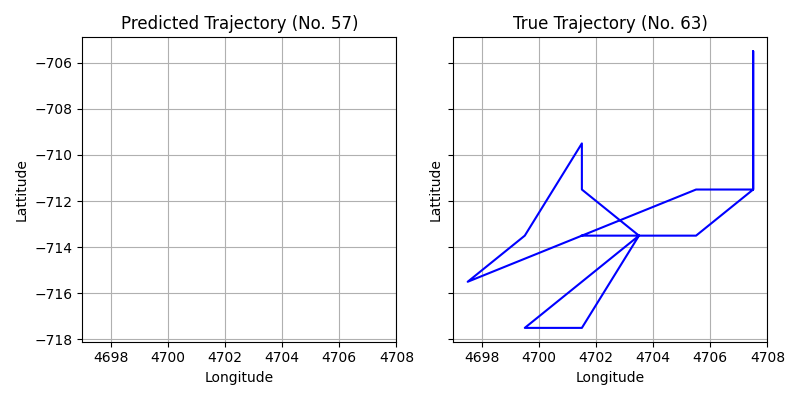 Predicted Trajectory (No. 57)
True Trajectory (No. 63)
−706
−708
−710
−712
−714
−716
−718
Lattitude
Lattitude
4698 4700 4702 4704 4706 4708
4698 4700 4702 4704 4706 4708
Longitude
Longitude